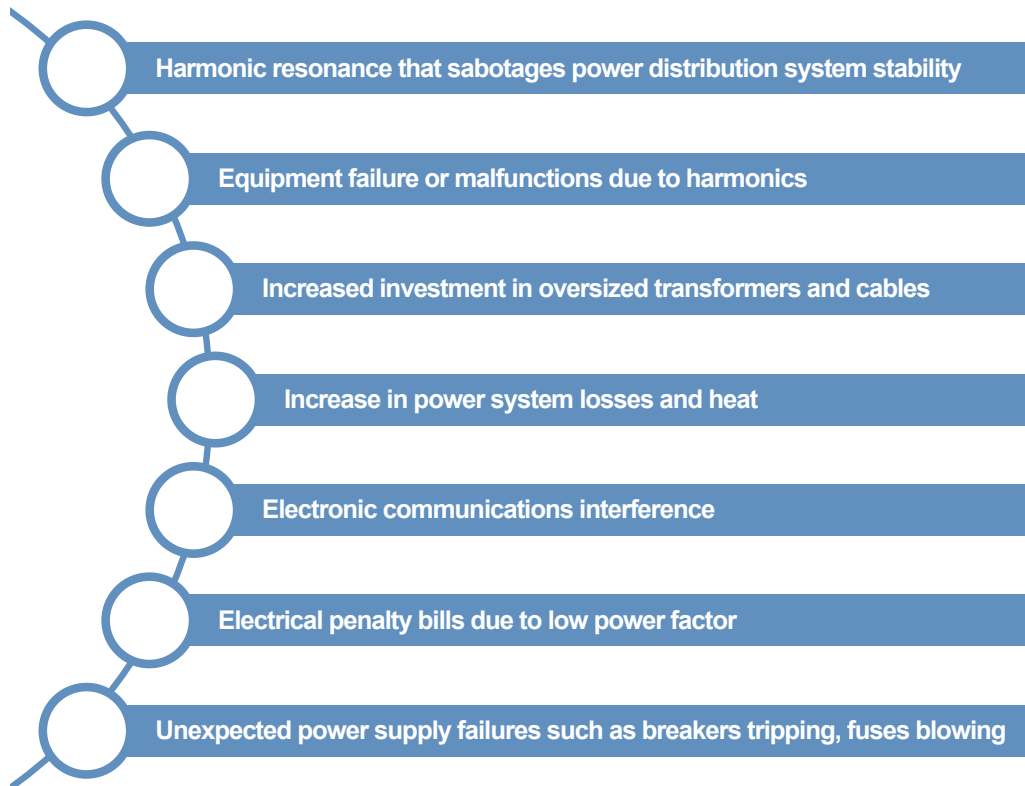 Harmonic resonance that sabotages power distribution system stability
Equipment failure or malfunctions due to harmonics
Increased investment in oversized transformers and cables
Increase in power system losses and heat
Electronic communications interference
Electrical penalty bills due to low power factor
Unexpected power supply failures such as breakers tripping, fuses blowing